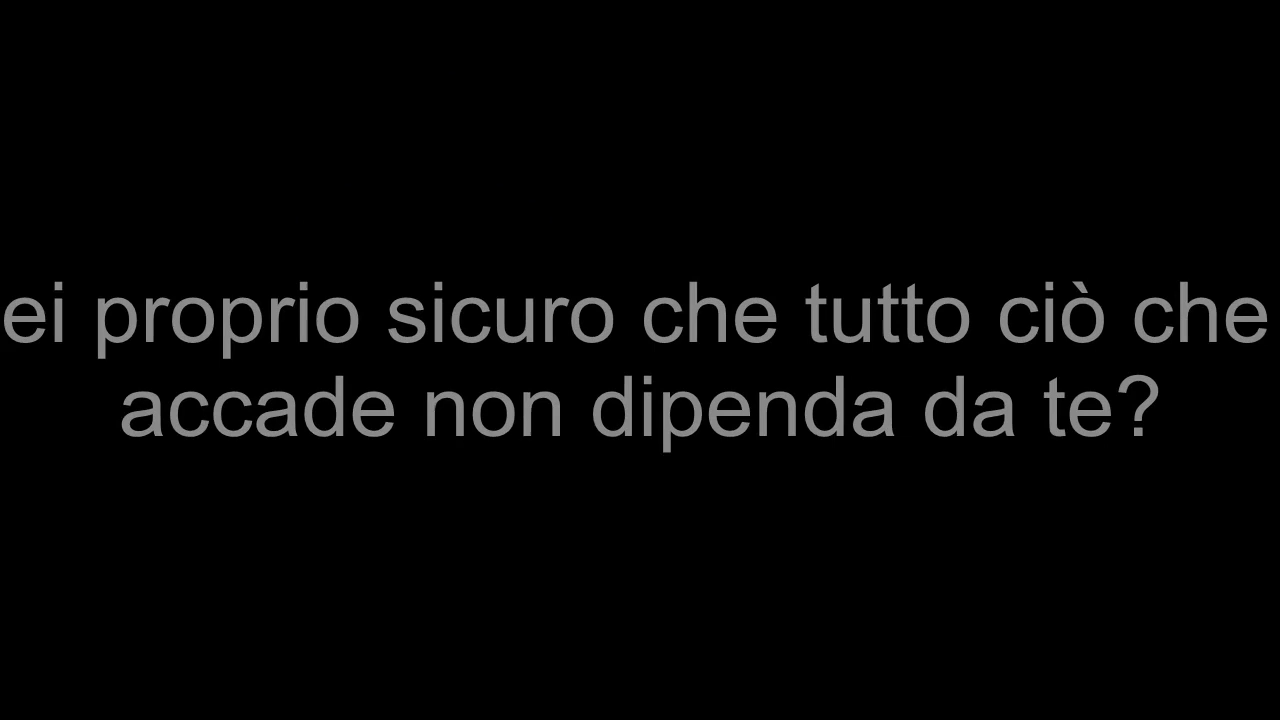 ei proprio sicuro che tutto ciò che
accade non dipenda da te?